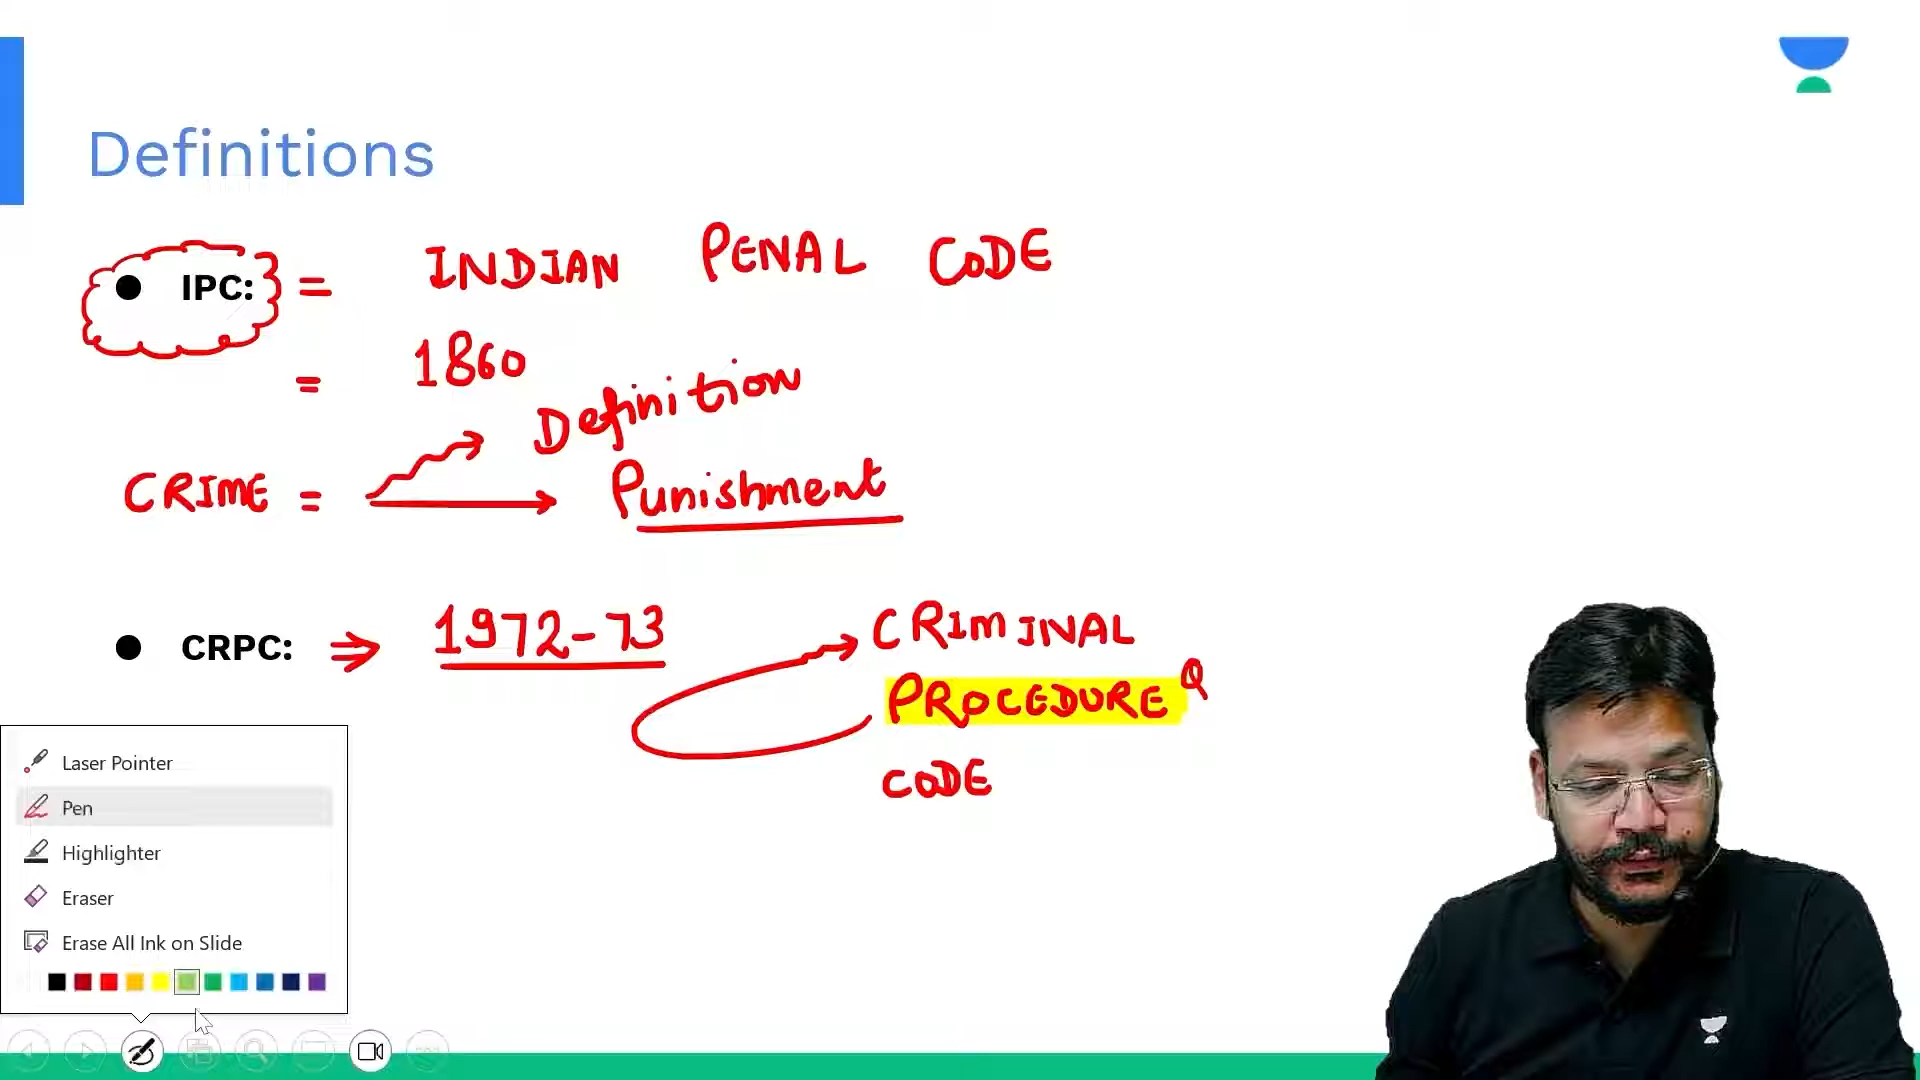 Definitions
● IPC: = INDIAN PENAL CODE
= 1860
CRIME = Definition
Punishment
● CRPC: ⇒ 1972-73 CRIMINAL
PROCEDURE
CODE
Laser Pointer
Pen
Highlighter
Eraser
Erase All Ink on Slide